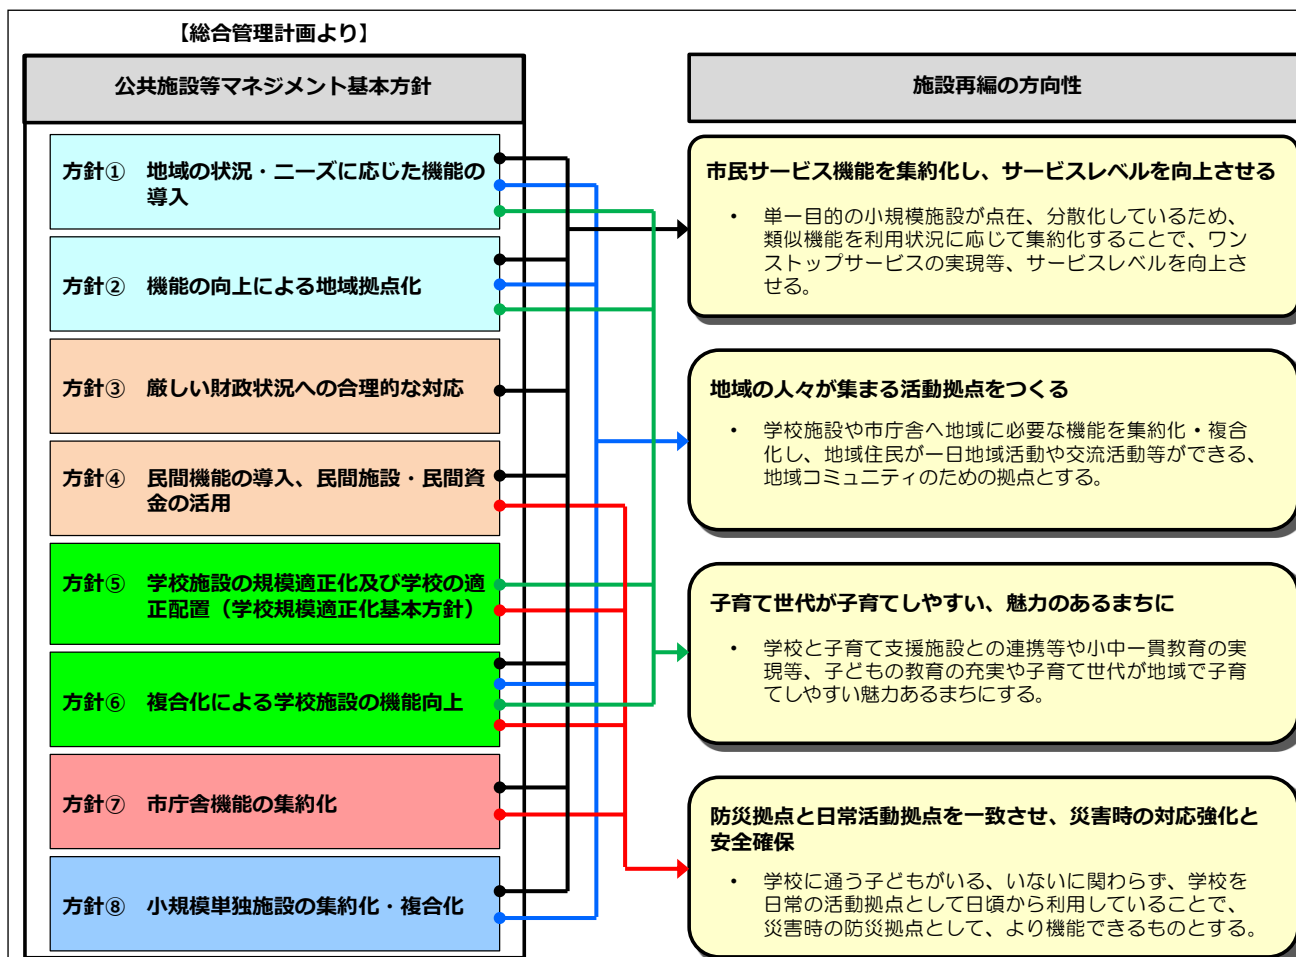 【総合管理計画より】
公共施設等マネジメント基本方針
方針① 地域の状況・ニーズに応じた機能の
導入
方針② 機能の向上による地域拠点化
方針③ 厳しい財政状況への合理的な対応
方針④ 民間機能の導入、民間施設・民間資
金の活用
方針⑤ 学校施設の規模適正化及び学校の適
正配置（学校規模適正化基本方針）
方針⑥ 複合化による学校施設の機能向上
方針⑦ 市庁舎機能の集約化
方針⑧ 小規模単独施設の集約化・複合化
施設再編の方向性
市民サービス機能を集約化し、サービスレベルを向上させる
• 単一目的の小規模施設が点在、分散化しているため、
類似機能を利用状況に応じて集約化することで、ワン
ストップサービスの実現等、サービスレベルを向上さ
せる。
地域の人々が集まる活動拠点をつくる
• 学校施設や市庁舎へ地域に必要な機能を集約化・複合
化し、地域住民が一日地域活動や交流活動等ができる、
地域コミュニティのための拠点とする。
子育て世代が子育てしやすい、魅力のあるまちに
• 学校と子育て支援施設との連携等や小中一貫教育の実
現等、子どもの教育の充実や子育て世代が地域で子育
てしやすい魅力あるまちにする。
防災拠点と日常活動拠点を一致させ、災害時の対応強化と
安全確保
• 学校に通う子どもがいる、いないに関わらず、学校を
日常の活動拠点として日頃から利用していることで、
災害時の防災拠点として、より機能できるものとする。